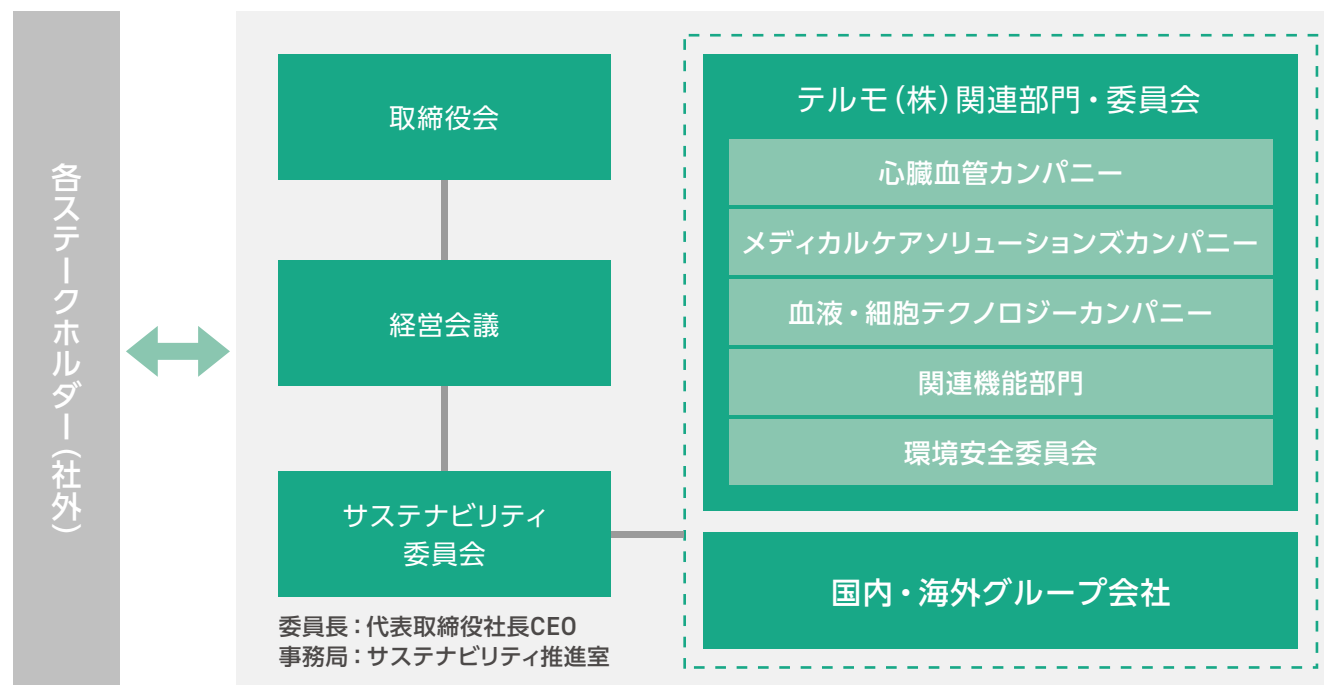 各ステークホルダー（社外）
取締役会
経営会議
サステナビリティ
委員会
委員長：代表取締役社長CEO
事務局：サステナビリティ推進室
テルモ（株）関連部門・委員会
心臓血管カンパニー
メディカルケアソリューションズカンパニー
血液・細胞テクノロジーカンパニー
関連機能部門
環境安全委員会
国内・海外グループ会社